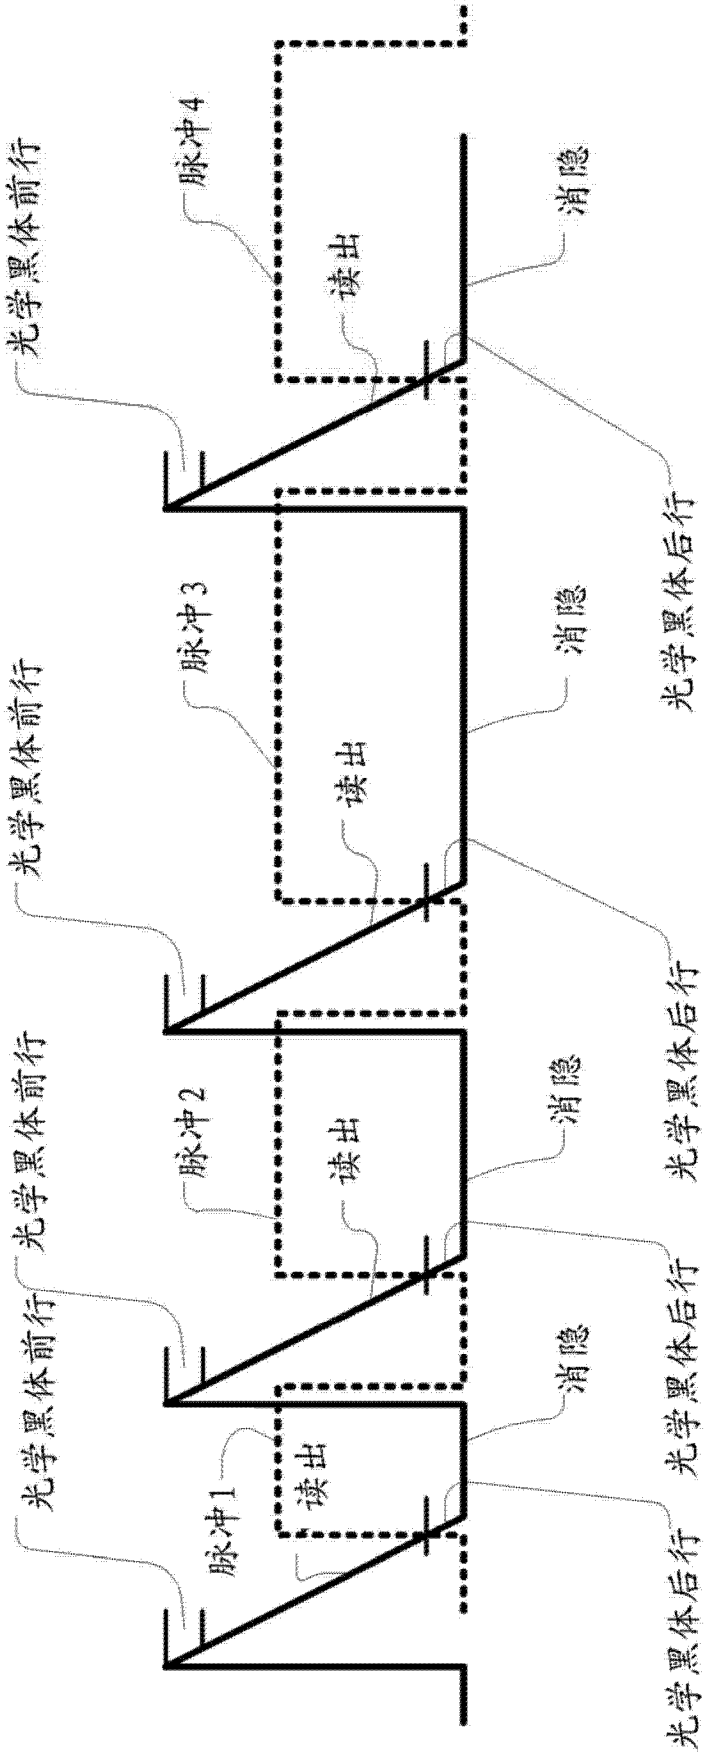 光学黑体前行
光学黑体前行
光学黑体前行
光学黑体前行
脉冲1
脉冲2
脉冲3
脉冲4
读出
读出
读出
读出
消隐
消隐
消隐
消隐
光学黑体后行
光学黑体后行
光学黑体后行
光学黑体后行